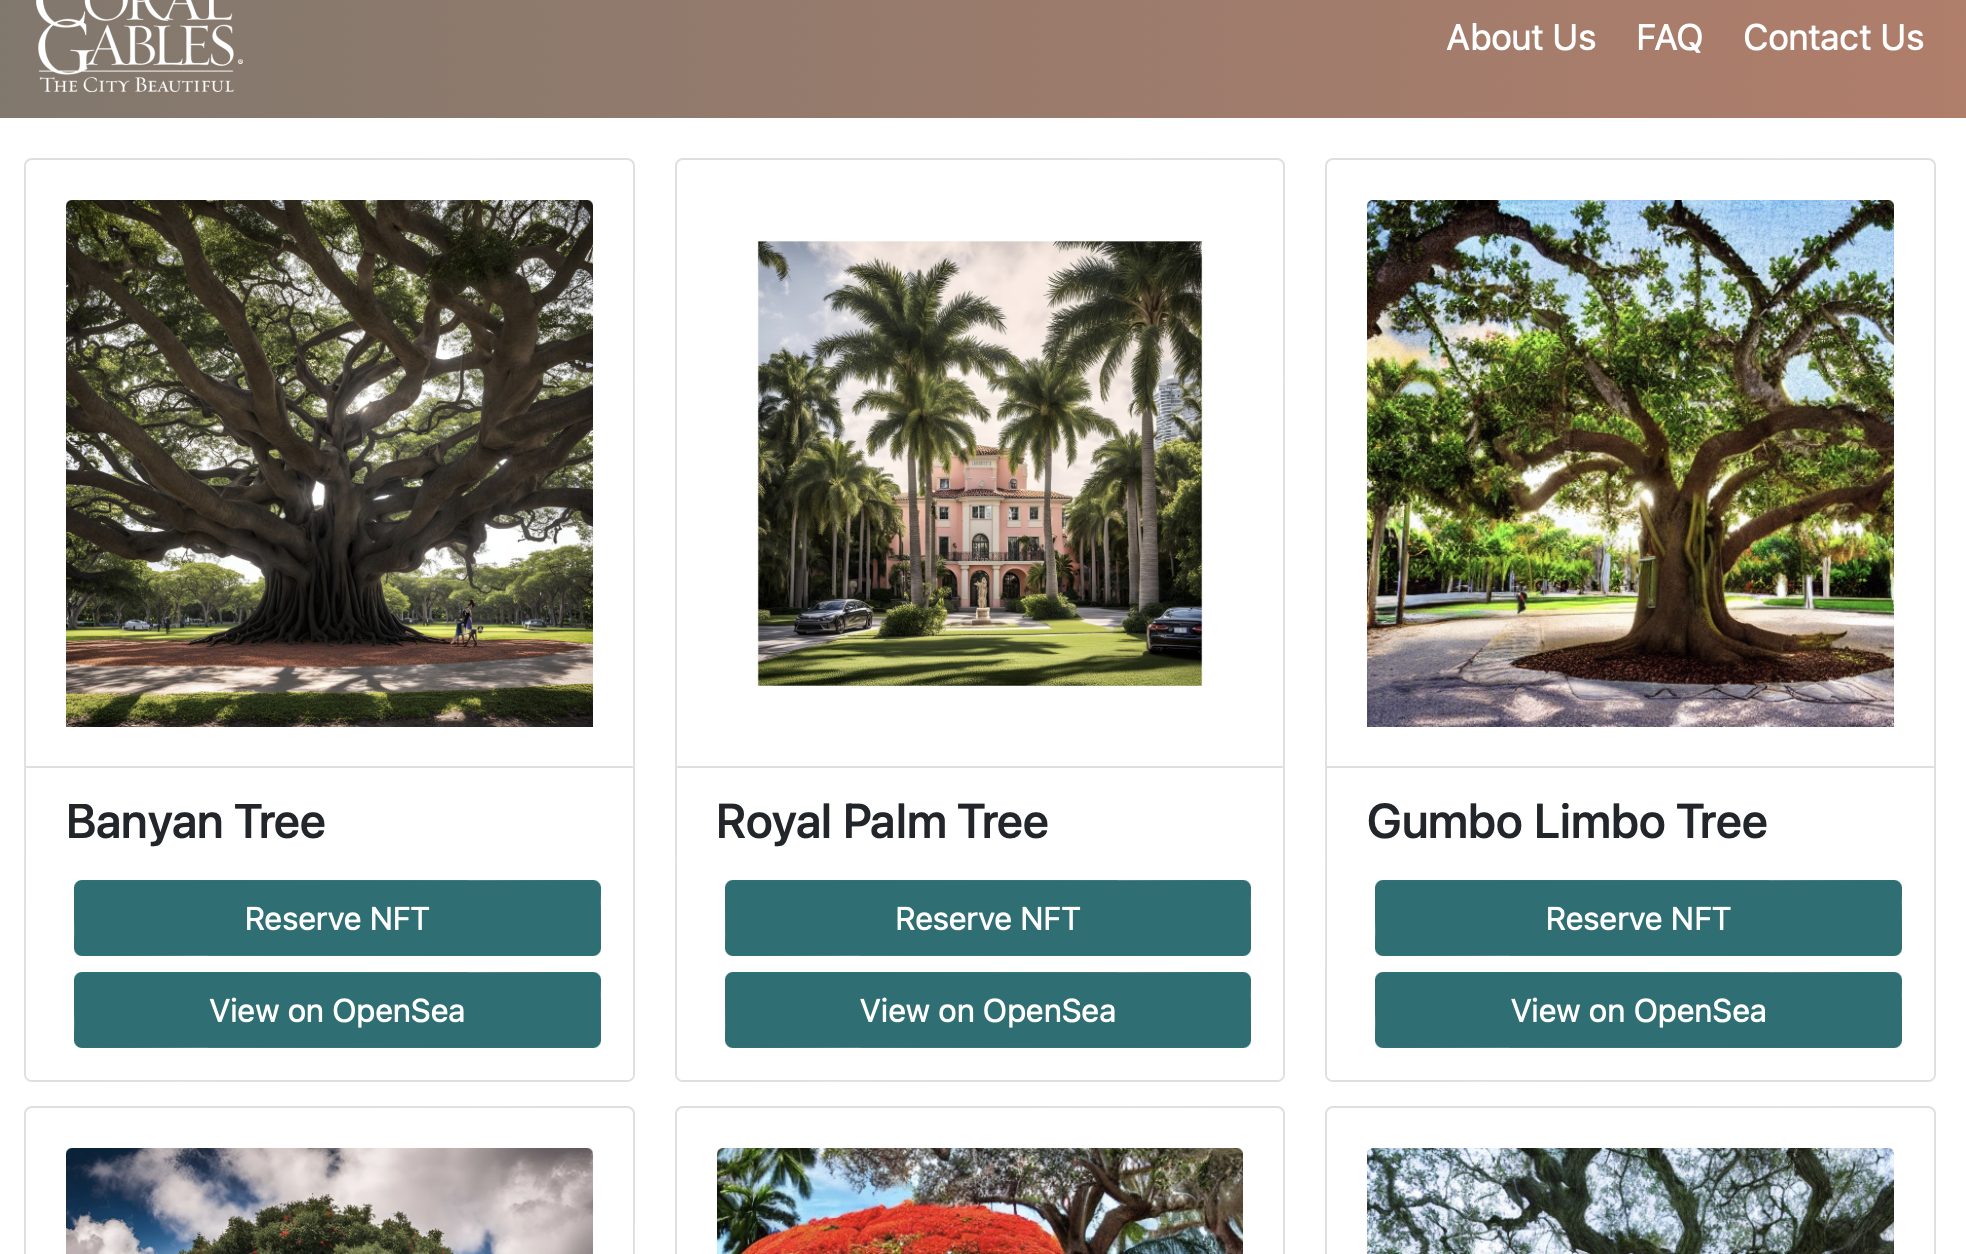 CORAL
GABLES
THE CITY BEAUTIFUL
About Us FAQ Contact Us
Banyan Tree
Royal Palm Tree
Gumbo Limbo Tree
Reserve NFT
Reserve NFT
Reserve NFT
View on OpenSea
View on OpenSea
View on OpenSea